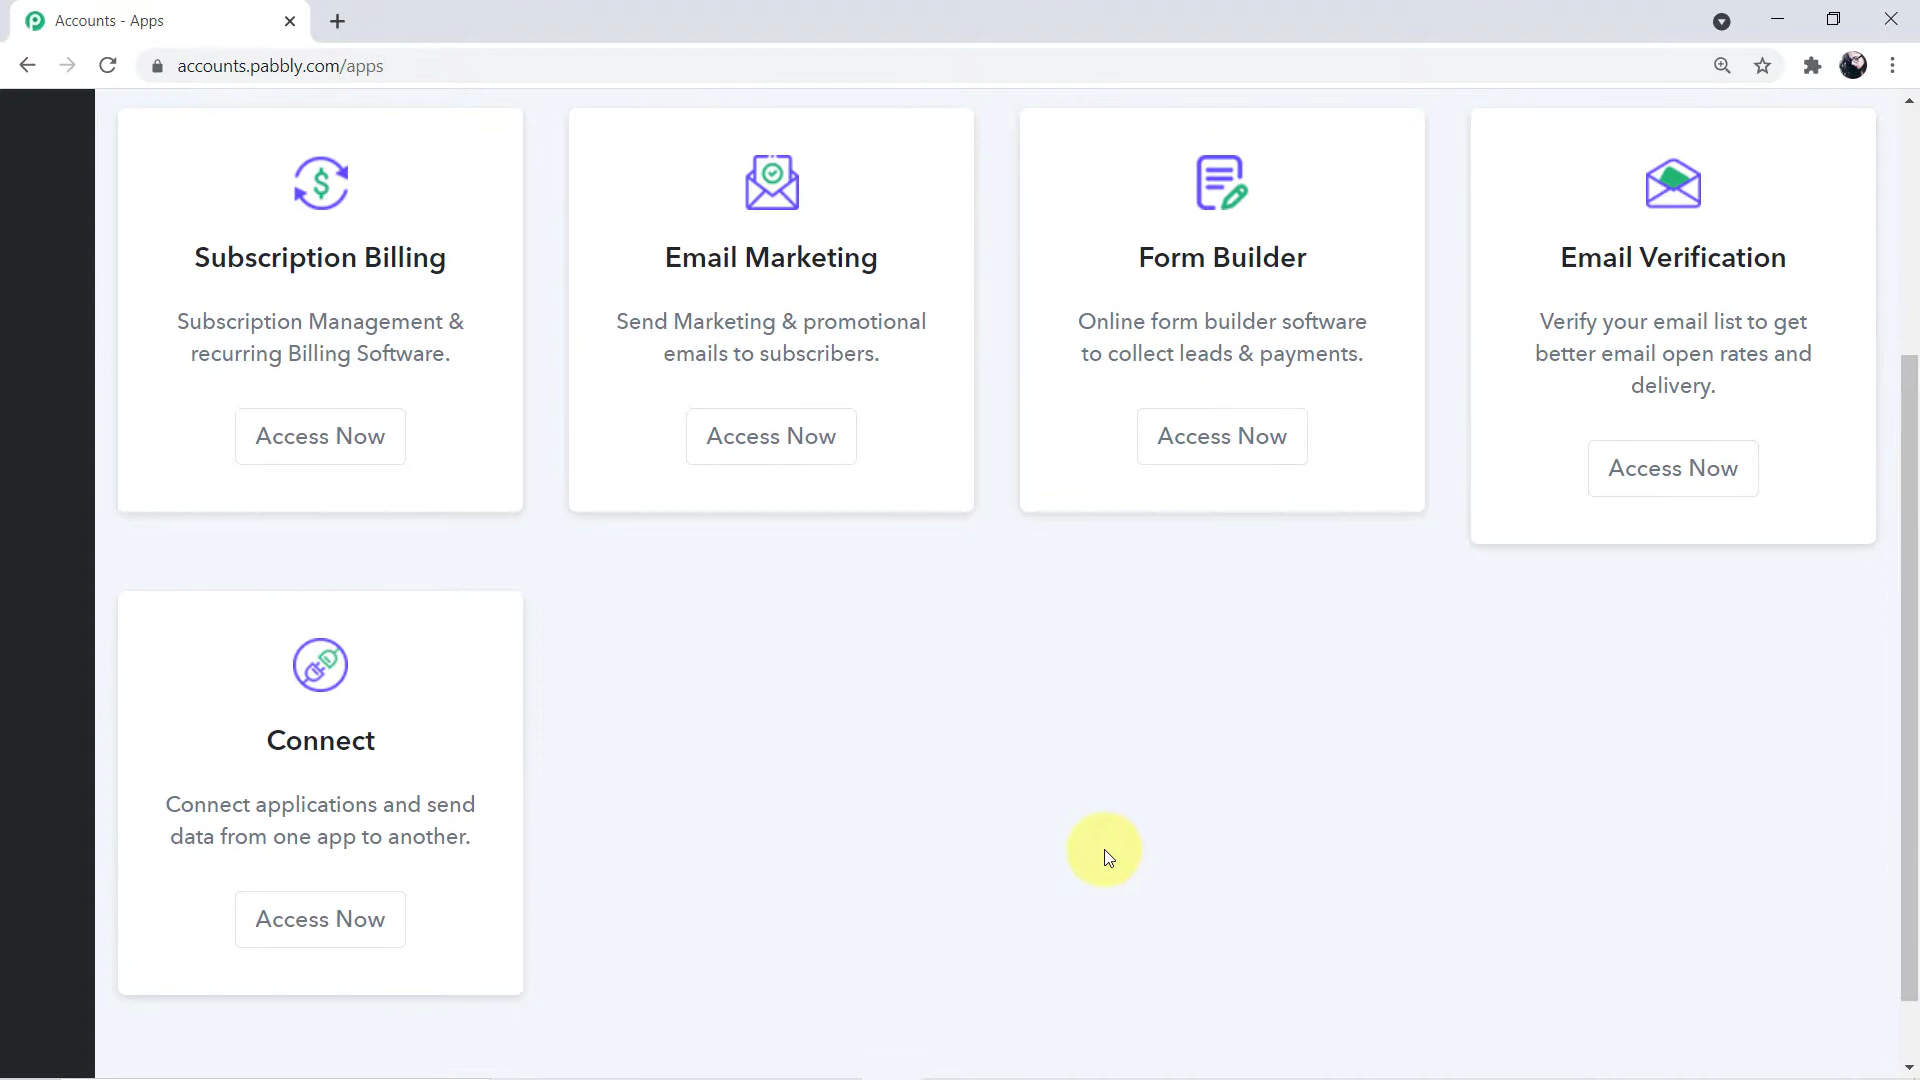 Accounts - Apps
accounts.pabbly.com/apps
Subscription Billing
Subscription Management &
recurring Billing Software.
Access Now
Email Marketing
Send Marketing & promotional
emails to subscribers.
Access Now
Form Builder
Online form builder software
to collect leads & payments.
Access Now
Email Verification
Verify your email list to get
better email open rates and
delivery.
Access Now
Connect
Connect applications and send
data from one app to another.
Access Now